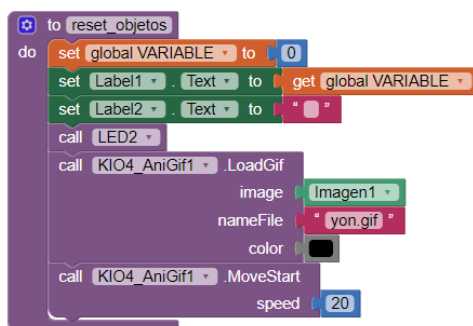 to reset_objetos
do set global VARIABLE to 0
set Label1 . Text to get global VARIABLE
set Label2 . Text to " "
call LED2
call KIO4_AniGif1 .LoadGif
image Imagen1
nameFile " yon.gif "
color
call KIO4_AniGif1 .MoveStart
speed 20